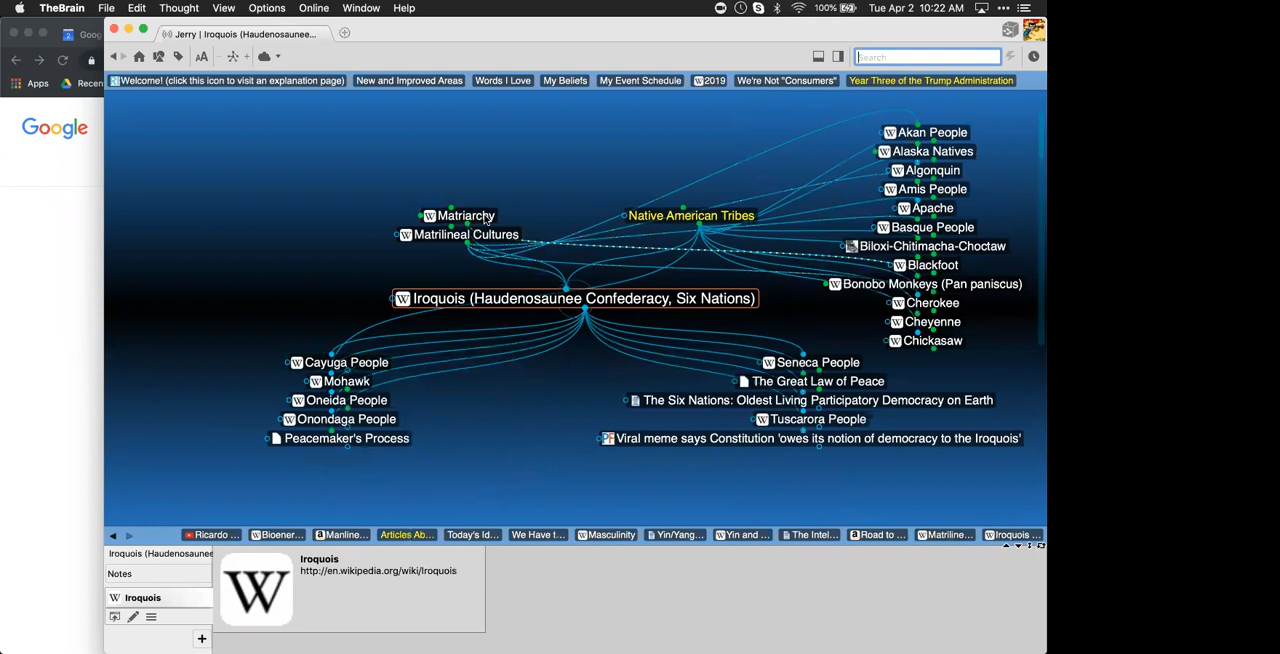 TheBrain File Edit Thought View Options Online Window Help 100% Tue Apr 2 10:22 AM
Jerry | Iroquois (Haudenosaunee...
Goog
AA
Search
Apps
Recen
Welcome! (click this icon to visit an explanation page) New and Improved Areas Words I Love My Beliefs My Event Schedule W 2019 We're Not "Consumers" Year Three of the Trump Administration
Google
W Akan People
W Alaska Natives
W Algonquin
W Amis People
W Apache
W Basque People
Biloxi-Chitimacha-Choctaw
W Blackfoot
W Bonobo Monkeys (Pan paniscus)
W Cherokee
W Cheyenne
W Chickasaw
W Matriarchy
W Matrilineal Cultures
Native American Tribes
W Iroquois (Haudenosaunee Confederacy, Six Nations)
W Cayuga People
W Mohawk
W Oneida People
W Onondaga People
Peacemaker's Process
W Seneca People
The Great Law of Peace
The Six Nations: Oldest Living Participatory Democracy on Earth
W Tuscarora People
PF Viral meme says Constitution 'owes its notion of democracy to the Iroquois'
Ricardo ... W Bioener... a Manline... Articles Ab... Today's Id... We Have t... W Masculinity Yin/Yang... W Yin and ... The Intel... a Road to ... W Matriline... W Iroquois ...
Iroquois (Haudenosaunee
Notes
W Iroquois
W
Iroquois
http://en.wikipedia.org/wiki/Iroquois